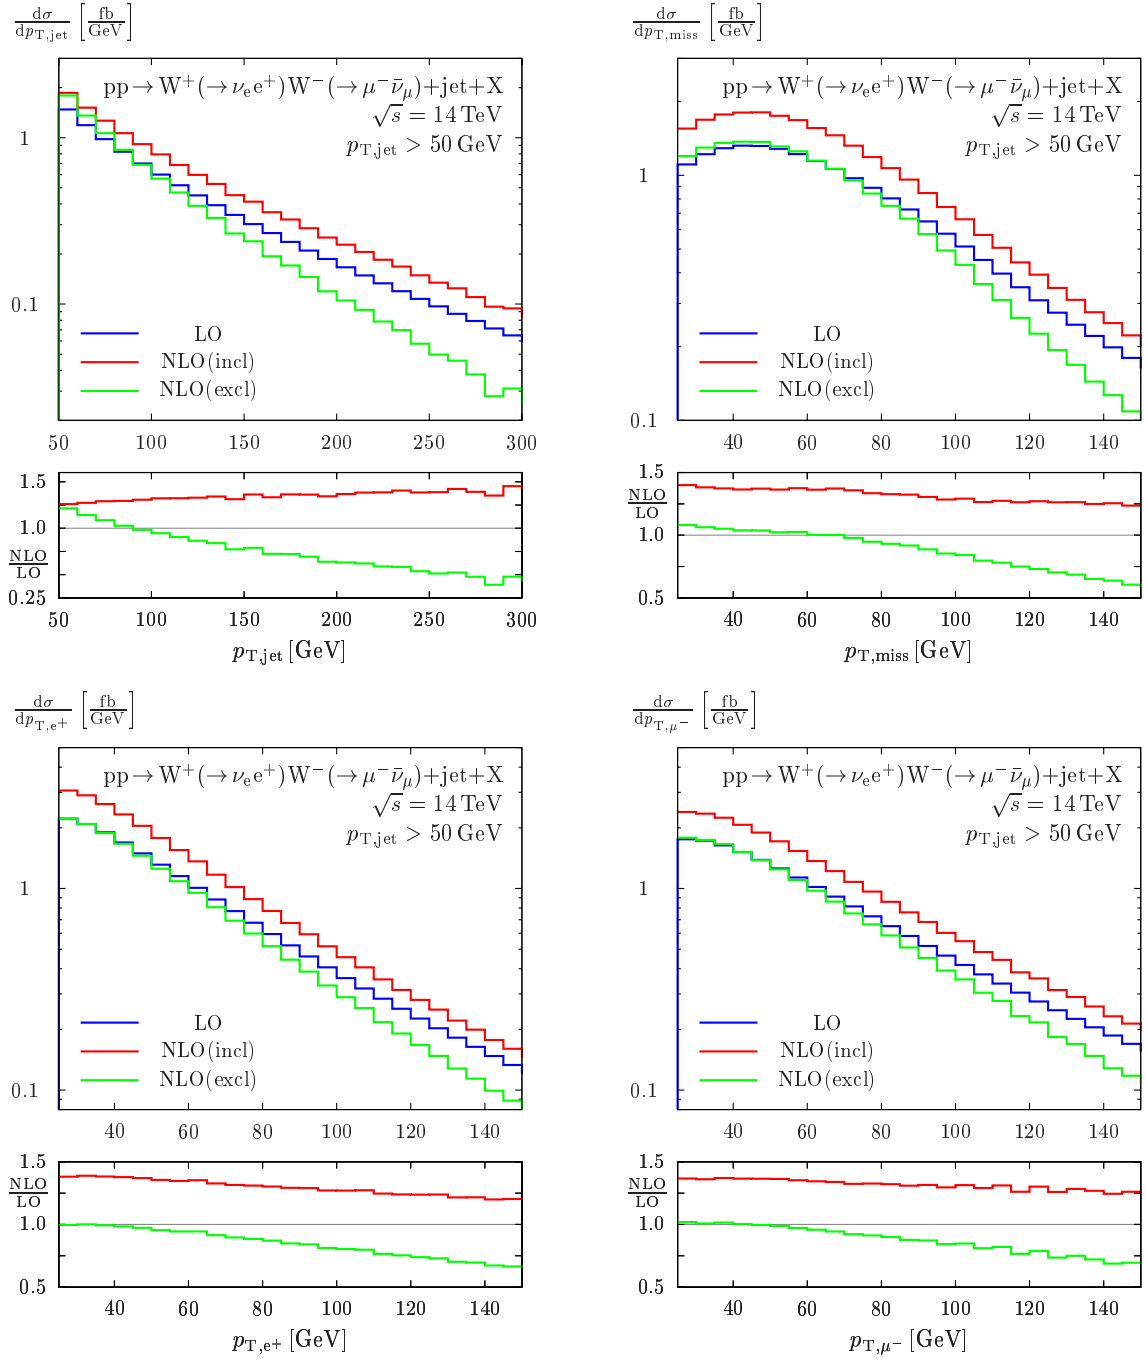 dσ/dp_T,jet [fb/GeV]
pp → W⁺(→ν_e e⁺)W⁻(→μ⁻ν̄_μ)+jet+X
√s = 14 TeV
p_T,jet > 50 GeV
1
0.1
LO
NLO(incl)
NLO(excl)
50 100 150 200 250 300
1.5
1.0
NLO/LO
0.25
50 100 150 200 250 300
p_T,jet [GeV]
dσ/dp_T,miss [fb/GeV]
pp → W⁺(→ν_e e⁺)W⁻(→μ⁻ν̄_μ)+jet+X
√s = 14 TeV
p_T,jet > 50 GeV
1
LO
NLO(incl)
NLO(excl)
0.1
40 60 80 100 120 140
1.5
NLO/LO
1.0
0.5
40 60 80 100 120 140
p_T,miss [GeV]
dσ/dp_T,e⁺ [fb/GeV]
pp → W⁺(→ν_e e⁺)W⁻(→μ⁻ν̄_μ)+jet+X
√s = 14 TeV
p_T,jet > 50 GeV
1
LO
NLO(incl)
NLO(excl)
0.1
40 60 80 100 120 140
1.5
NLO/LO
1.0
0.5
40 60 80 100 120 140
p_T,e⁺ [GeV]
dσ/dp_T,μ⁻ [fb/GeV]
pp → W⁺(→ν_e e⁺)W⁻(→μ⁻ν̄_μ)+jet+X
√s = 14 TeV
p_T,jet > 50 GeV
1
LO
NLO(incl)
NLO(excl)
0.1
40 60 80 100 120 140
1.5
NLO/LO
1.0
0.5
40 60 80 100 120 140
p_T,μ⁻ [GeV]